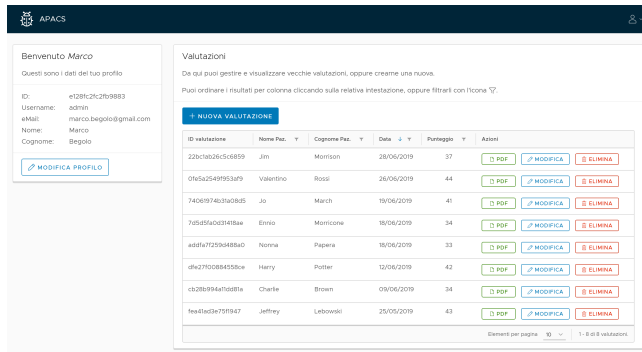 APACS
Benvenuto Marco
Questi sono i dati del tuo profilo
ID: e128fc2fc2fb9883
Username: admin
eMail: marco.begolo@gmail.com
Nome: Marco
Cognome: Begolo
MODIFICA PROFILO
Valutazioni
Da qui puoi gestire e visualizzare vecchie valutazioni, oppure crearne una nuova.
Puoi ordinare i risultati per colonna cliccando sulla relativa intestazione, oppure filtrarli con l'icona .
+ NUOVA VALUTAZIONE
ID valutazione Nome Paz. Cognome Paz. Data Punteggio Azioni
22bc1eb26c5c6859 Jim Morrison 28/06/2019 37 PDF MODIFICA ELIMINA
0fe5a2549f953af9 Valentino Rossi 26/06/2019 44 PDF MODIFICA ELIMINA
74061974b31a08d5 Jo March 19/06/2019 41 PDF MODIFICA ELIMINA
7d5d5fa0d31418ae Ennio Morricone 18/06/2019 34 PDF MODIFICA ELIMINA
addfa7f259d488a0 Nonna Papera 18/06/2019 33 PDF MODIFICA ELIMINA
dfe27f00884558ce Harry Potter 12/06/2019 42 PDF MODIFICA ELIMINA
cb28b994a11dd81a Charlie Brown 09/06/2019 34 PDF MODIFICA ELIMINA
fea41ad3e75f1947 Jeffrey Lebowski 25/05/2019 43 PDF MODIFICA ELIMINA
Elementi per pagina 10 1 - 8 di 8 valutazioni